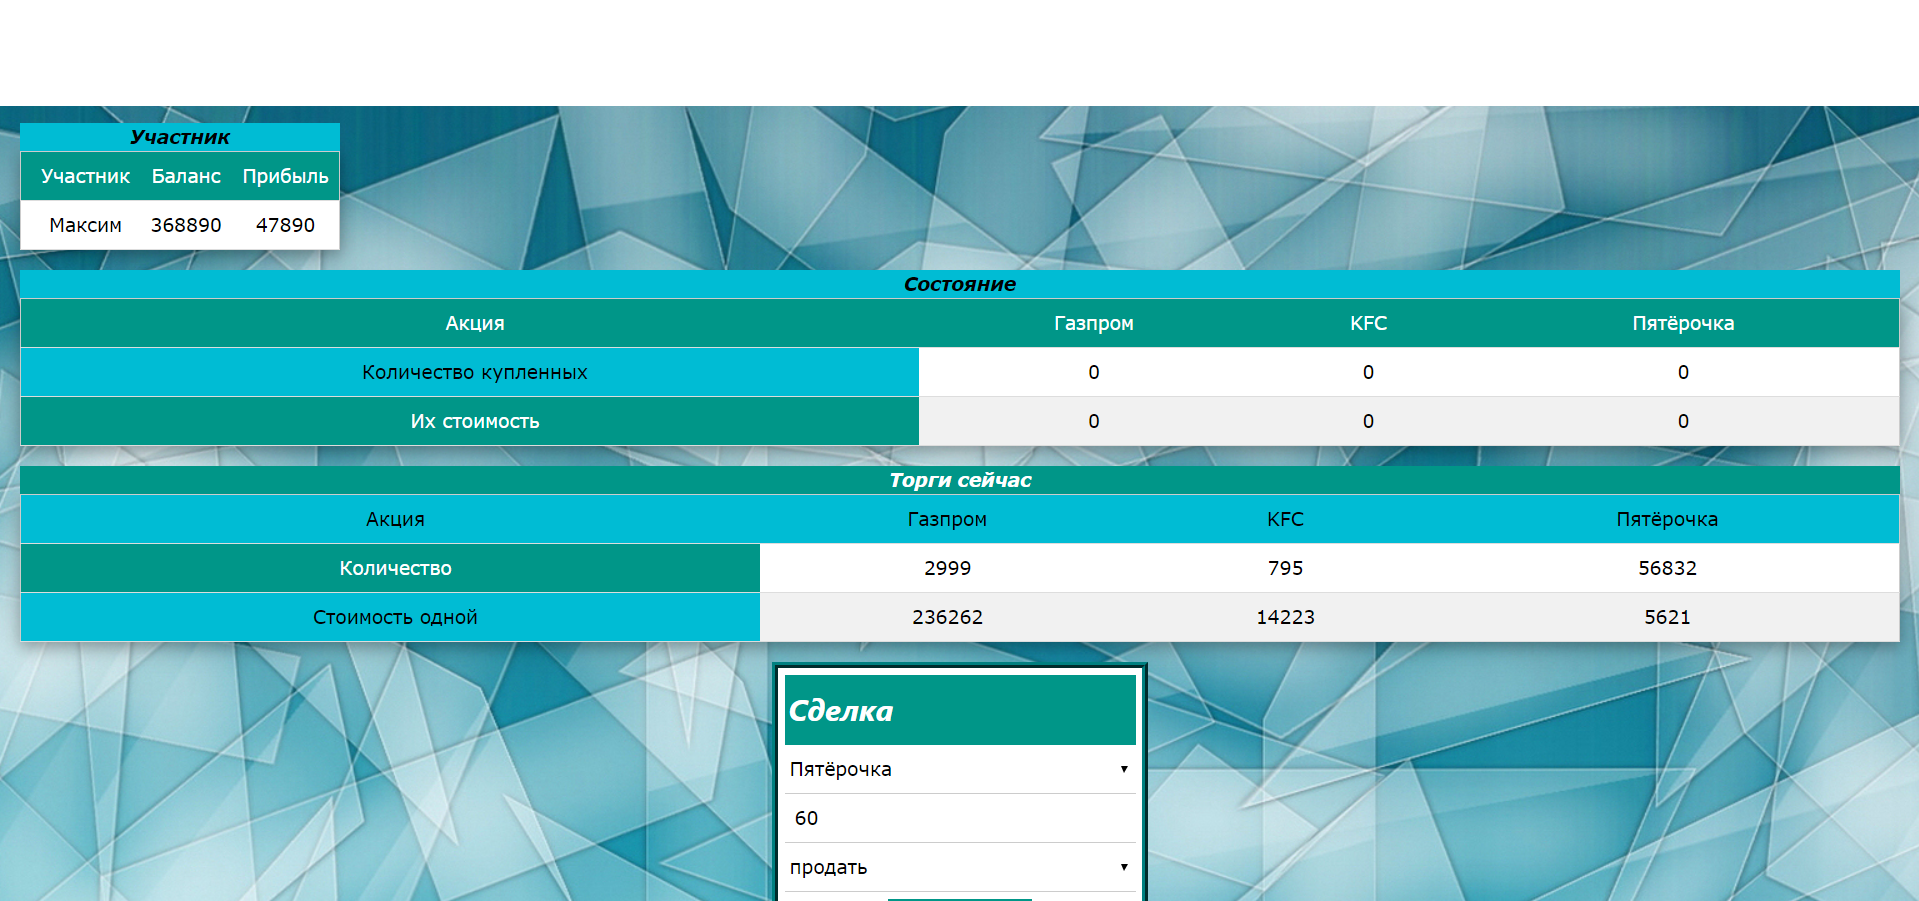 Участник
Участник Баланс Прибыль
Максим 368890 47890
Состояние
Акция Газпром KFC Пятёрочка
Количество купленных 0 0 0
Их стоимость 0 0 0
Торги сейчас
Акция Газпром KFC Пятёрочка
Количество 2999 795 56832
Стоимость одной 236262 14223 5621
Сделка
Пятёрочка
60
продать